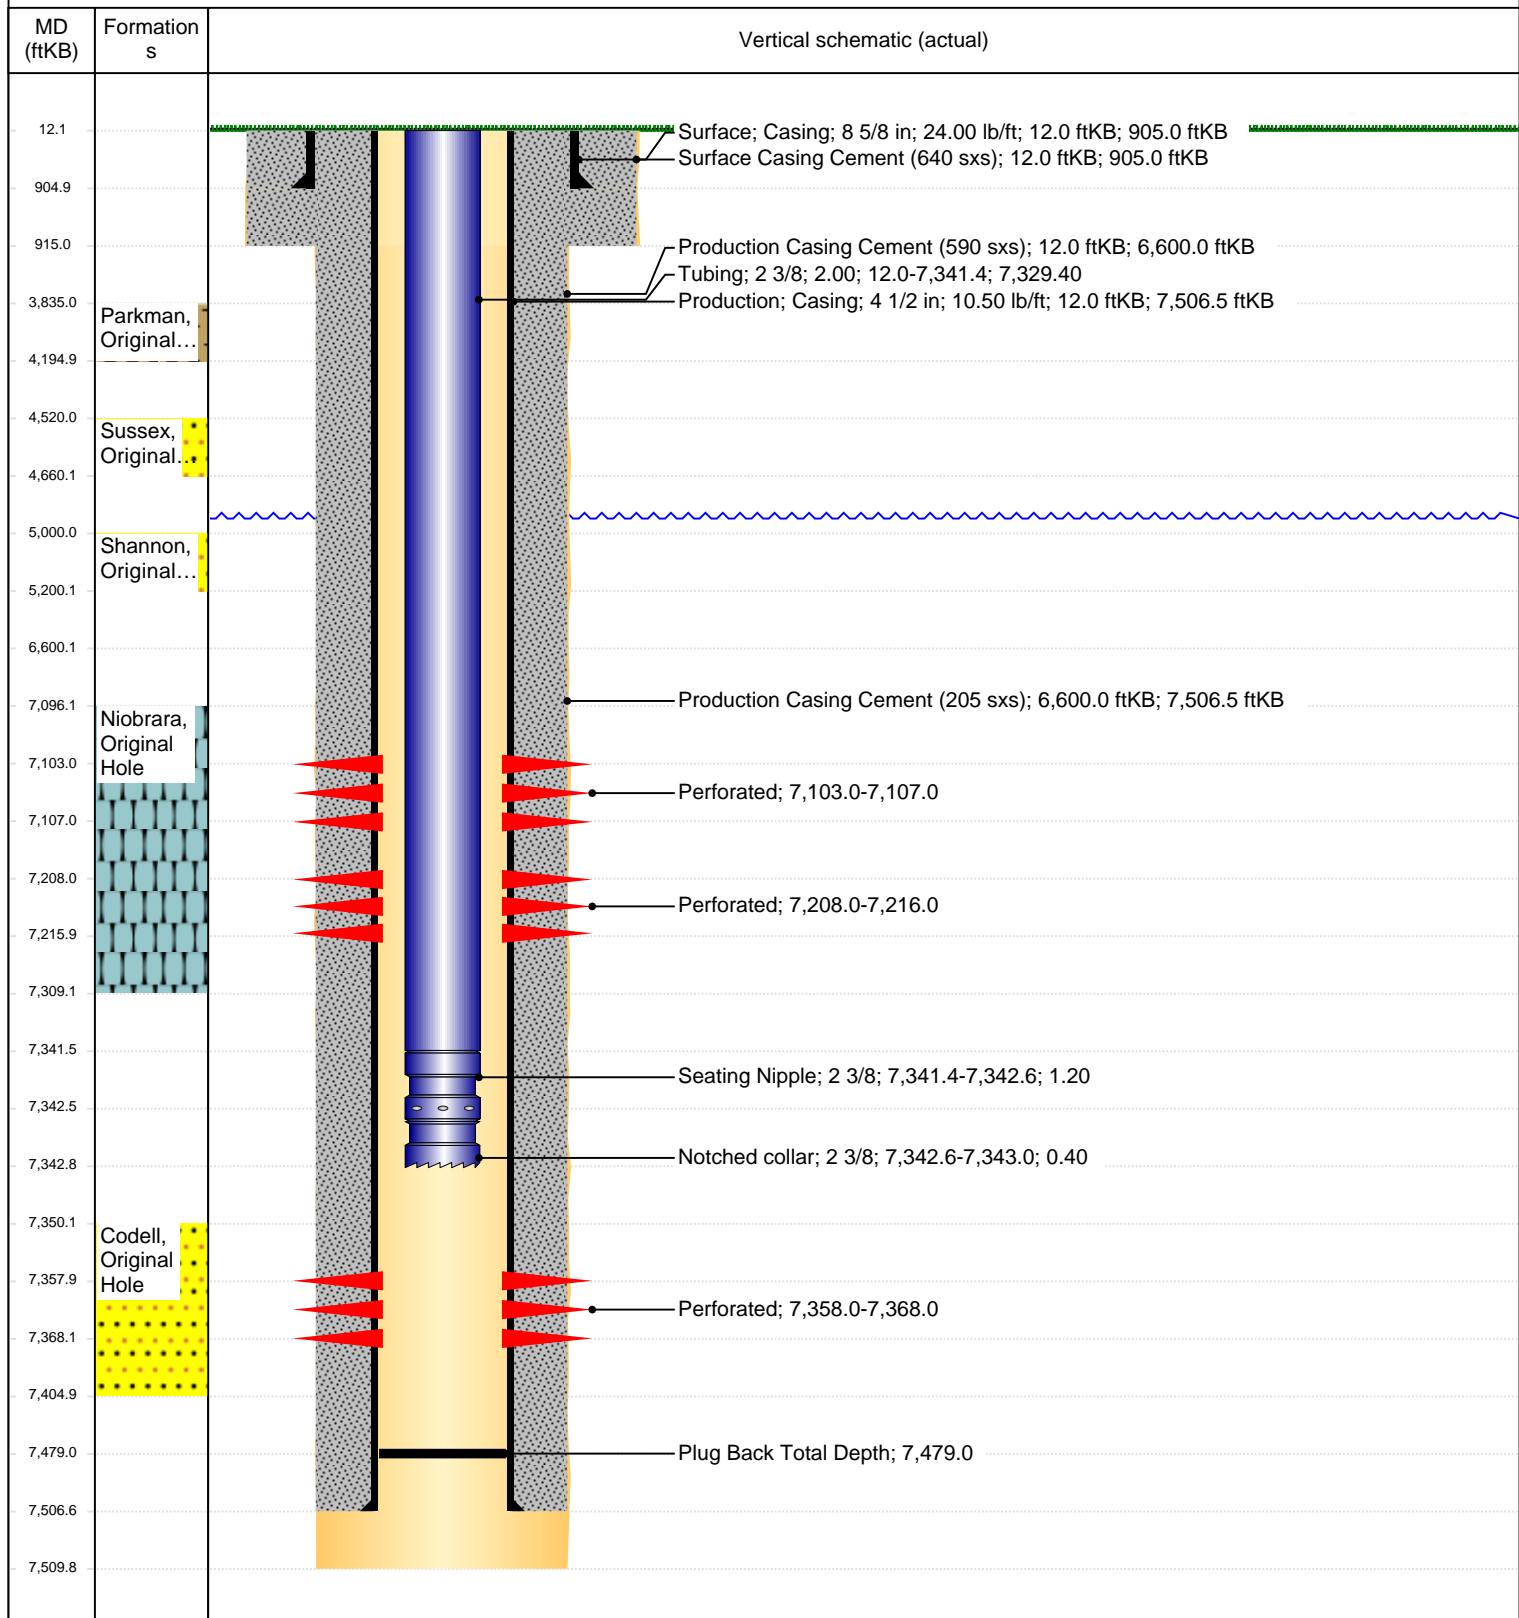 MD
(ftKB)
Formation
s
Vertical schematic (actual)
12.1
Surface; Casing; 8 5/8 in; 24.00 lb/ft; 12.0 ftKB; 905.0 ftKB
Surface Casing Cement (640 sxs); 12.0 ftKB; 905.0 ftKB
904.9
915.0
Production Casing Cement (590 sxs); 12.0 ftKB; 6,600.0 ftKB
Tubing; 2 3/8; 2.00; 12.0-7,341.4; 7,329.40
Production; Casing; 4 1/2 in; 10.50 lb/ft; 12.0 ftKB; 7,506.5 ftKB
3,835.0
Parkman,
Original…
4,194.9
4,520.0
Sussex,
Original…
4,660.1
5,000.0
Shannon,
Original…
5,200.1
6,600.1
Production Casing Cement (205 sxs); 6,600.0 ftKB; 7,506.5 ftKB
7,096.1
Niobrara,
Original
Hole
7,103.0
Perforated; 7,103.0-7,107.0
7,107.0
7,208.0
Perforated; 7,208.0-7,216.0
7,215.9
7,309.1
7,341.5
Seating Nipple; 2 3/8; 7,341.4-7,342.6; 1.20
7,342.5
Notched collar; 2 3/8; 7,342.6-7,343.0; 0.40
7,342.8
7,350.1
Codell,
Original
Hole
7,357.9
Perforated; 7,358.0-7,368.0
7,368.1
7,404.9
Plug Back Total Depth; 7,479.0
7,479.0
7,506.6
7,509.8